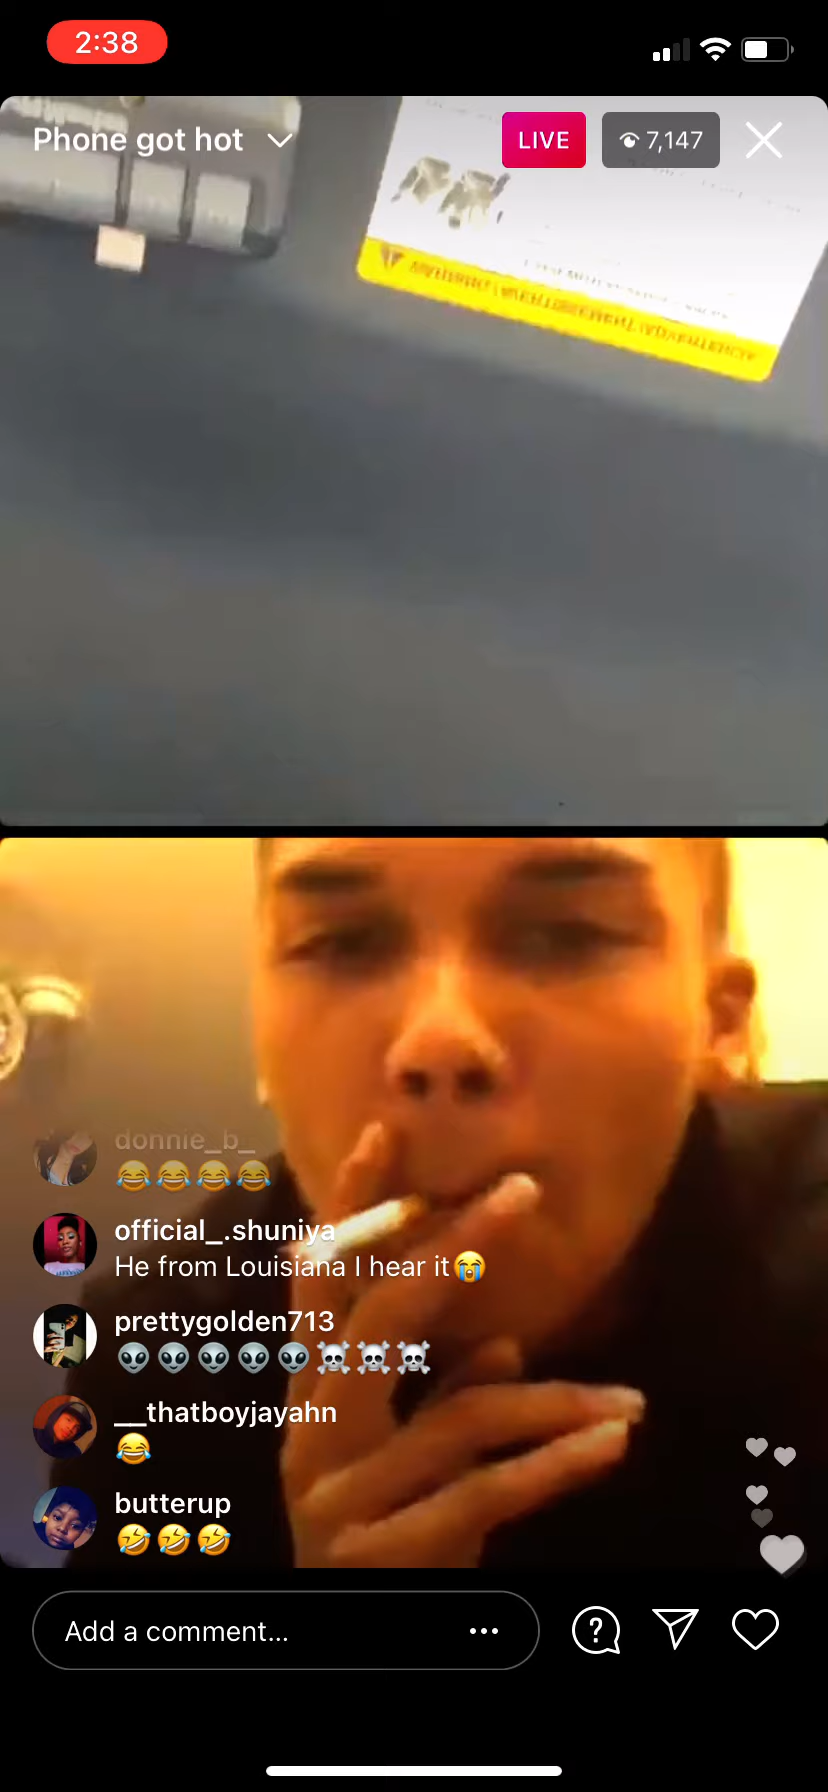 2:38
Phone got hot
LIVE
7,147
donnie_b_
😂😂😂😂
official_.shuniya
He from Louisiana I hear it😭
prettygolden713
👽👽👽👽👽☠️☠️☠️
__thatboyjayahn
😂
butterup
🤣🤣🤣
Add a comment...